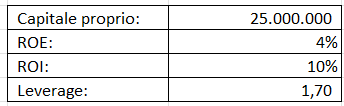 Capitale proprio: 25.000.000
ROE: 4%
ROI: 10%
Leverage: 1,70